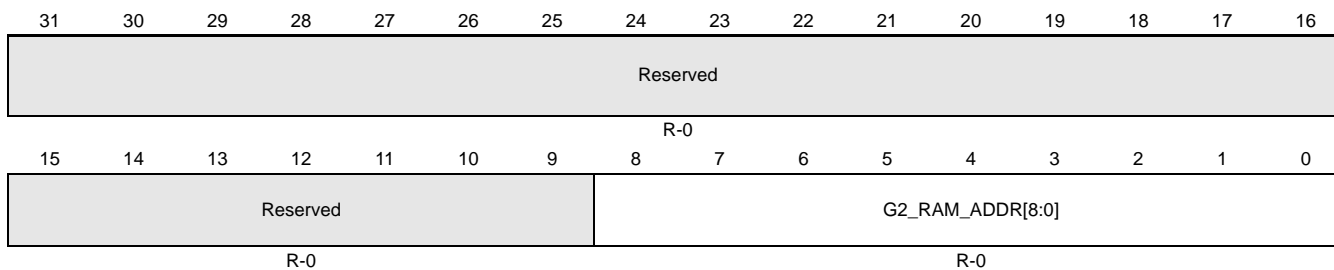 31 30 29 28 27 26 25 24 23 22 21 20 19 18 17 16
Reserved
R-0
15 14 13 12 11 10 9 8 7 6 5 4 3 2 1 0
Reserved G2_RAM_ADDR[8:0]
R-0 R-0